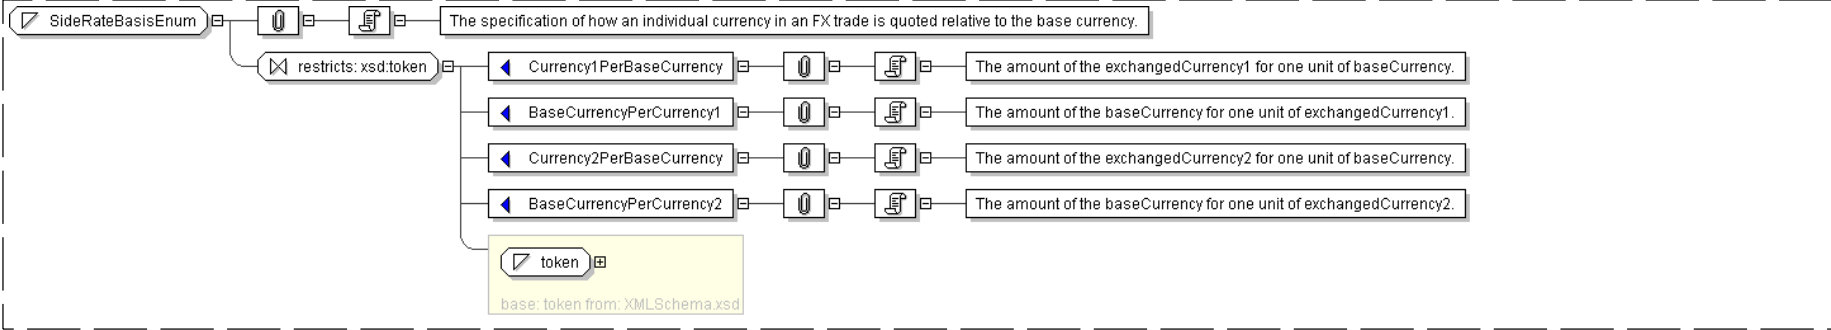 SideRateBasisEnum The specification of how an individual currency in an FX trade is quoted relative to the base currency.
restricts: xsd:token Currency1PerBaseCurrency The amount of the exchangedCurrency1 for one unit of baseCurrency.
BaseCurrencyPerCurrency1 The amount of the baseCurrency for one unit of exchangedCurrency1.
Currency2PerBaseCurrency The amount of the exchangedCurrency2 for one unit of baseCurrency.
BaseCurrencyPerCurrency2 The amount of the baseCurrency for one unit of exchangedCurrency2.
token
base: token from: XMLSchema.xsd